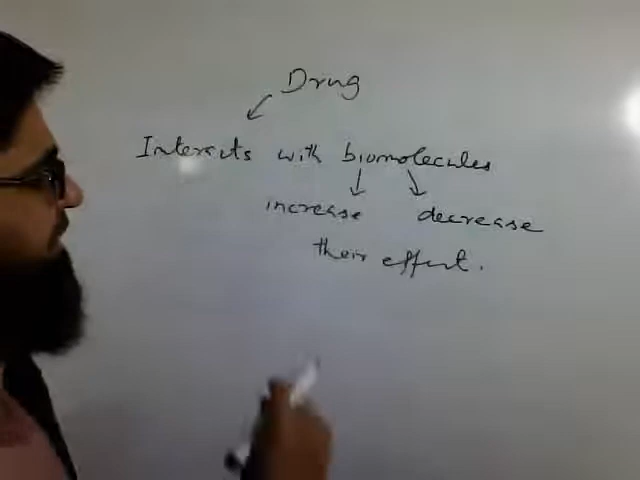 Drug
Interacts with biomolecules
increase decrease
their effect.